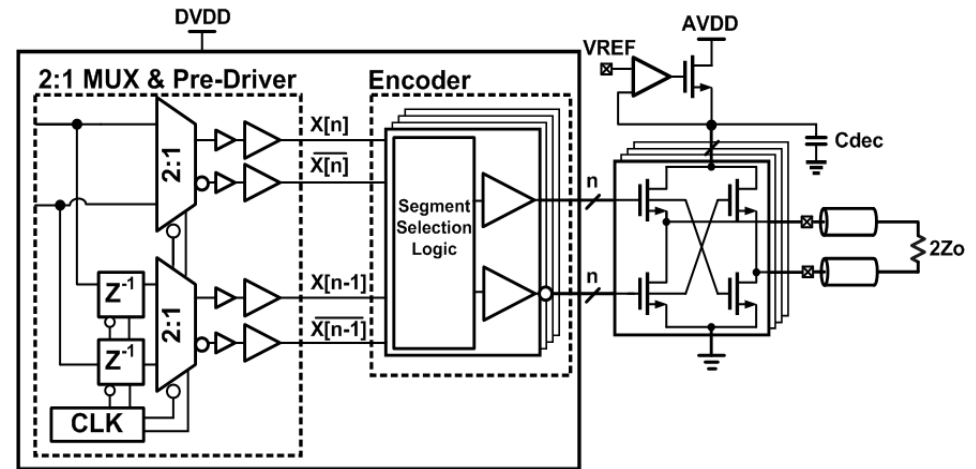 DVDD
AVDD
VREF
2:1 MUX & Pre-Driver
Encoder
2:1
X[n]
X[n]
Cdec
n
Segment
Selection
Logic
2Zo
Z-1
2:1
X[n-1]
n
X[n-1]
Z-1
CLK